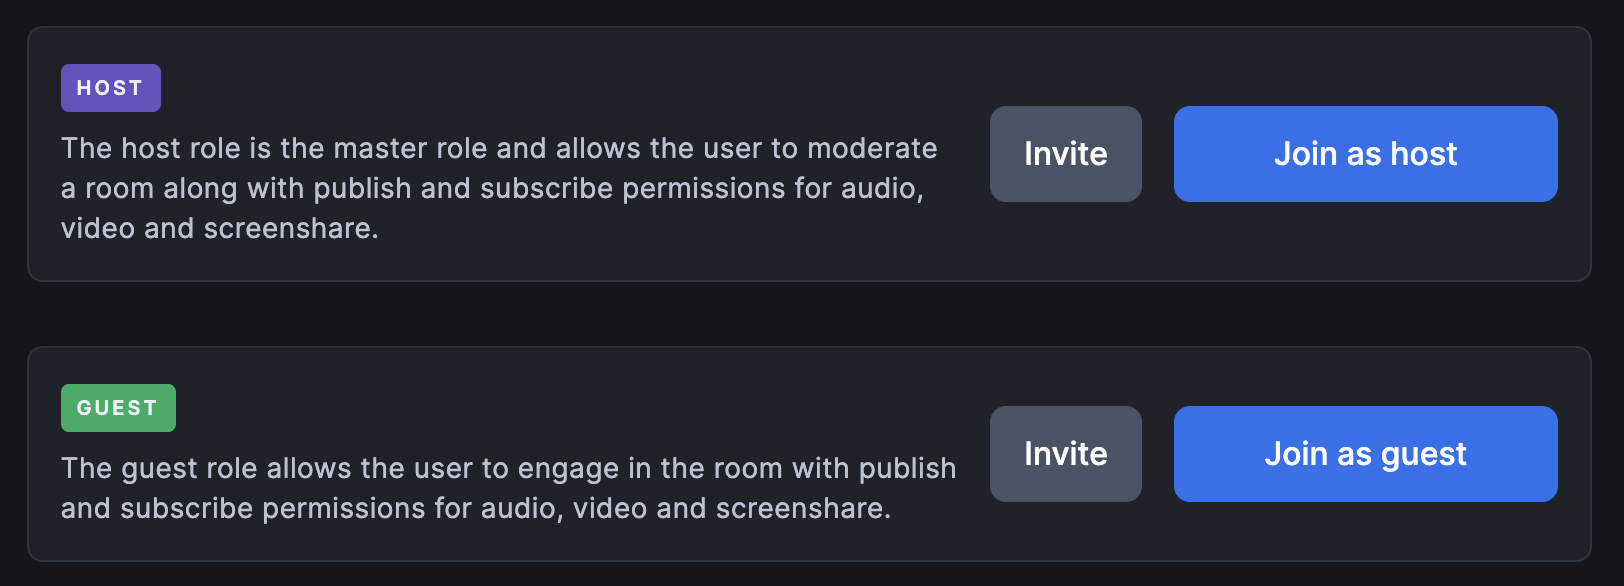 HOST
The host role is the master role and allows the user to moderate
a room along with publish and subscribe permissions for audio,
video and screenshare.
Invite
Join as host
GUEST
The guest role allows the user to engage in the room with publish
and subscribe permissions for audio, video and screenshare.
Invite
Join as guest